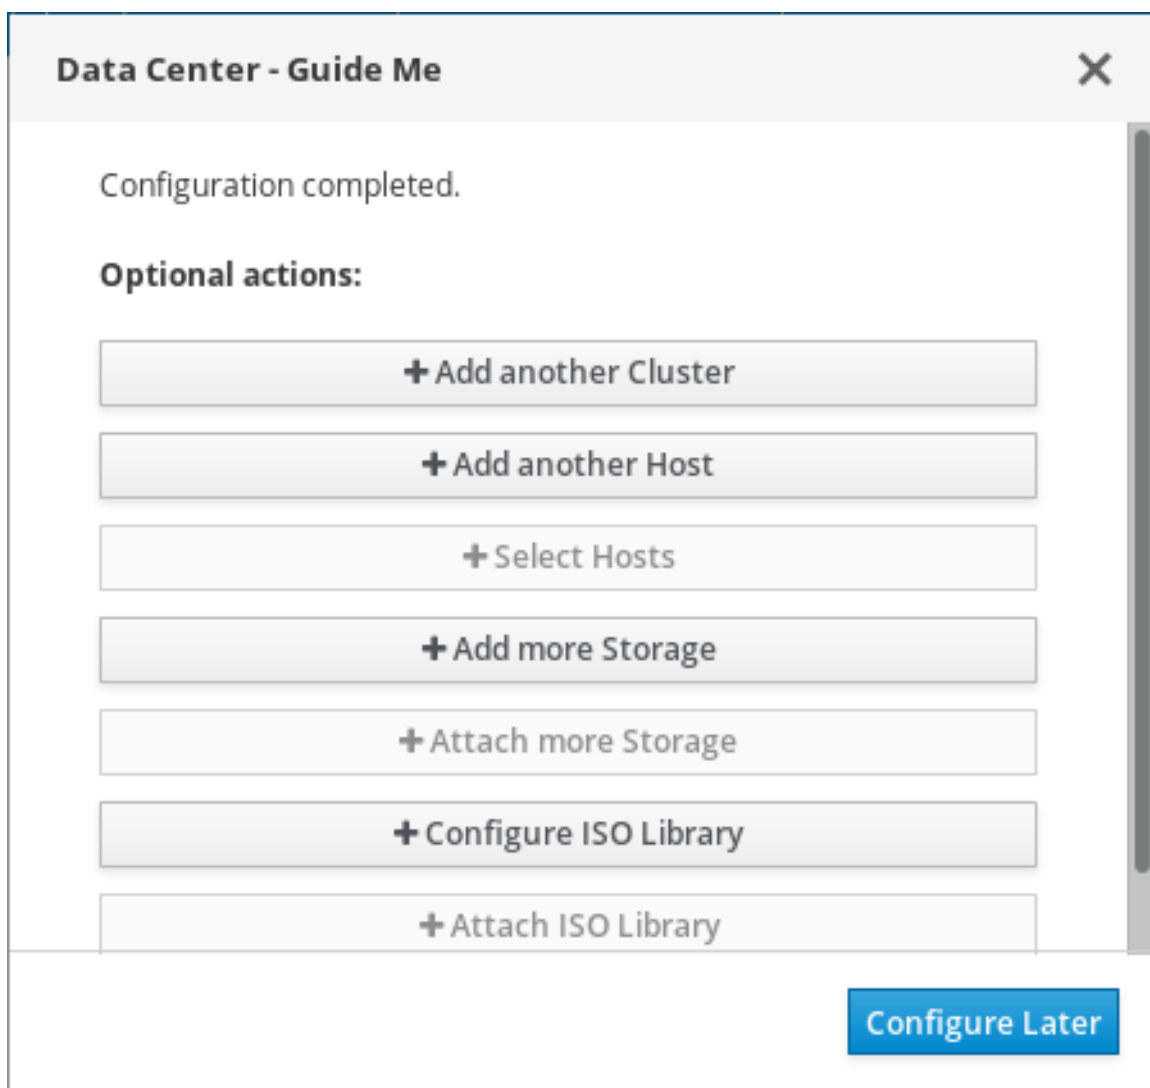 Data Center - Guide Me
Configuration completed.
Optional actions:
Add another Cluster
Add another Host
Select Hosts
Add more Storage
Attach more Storage
Configure ISO Library
Attach ISO Library
Configure Later